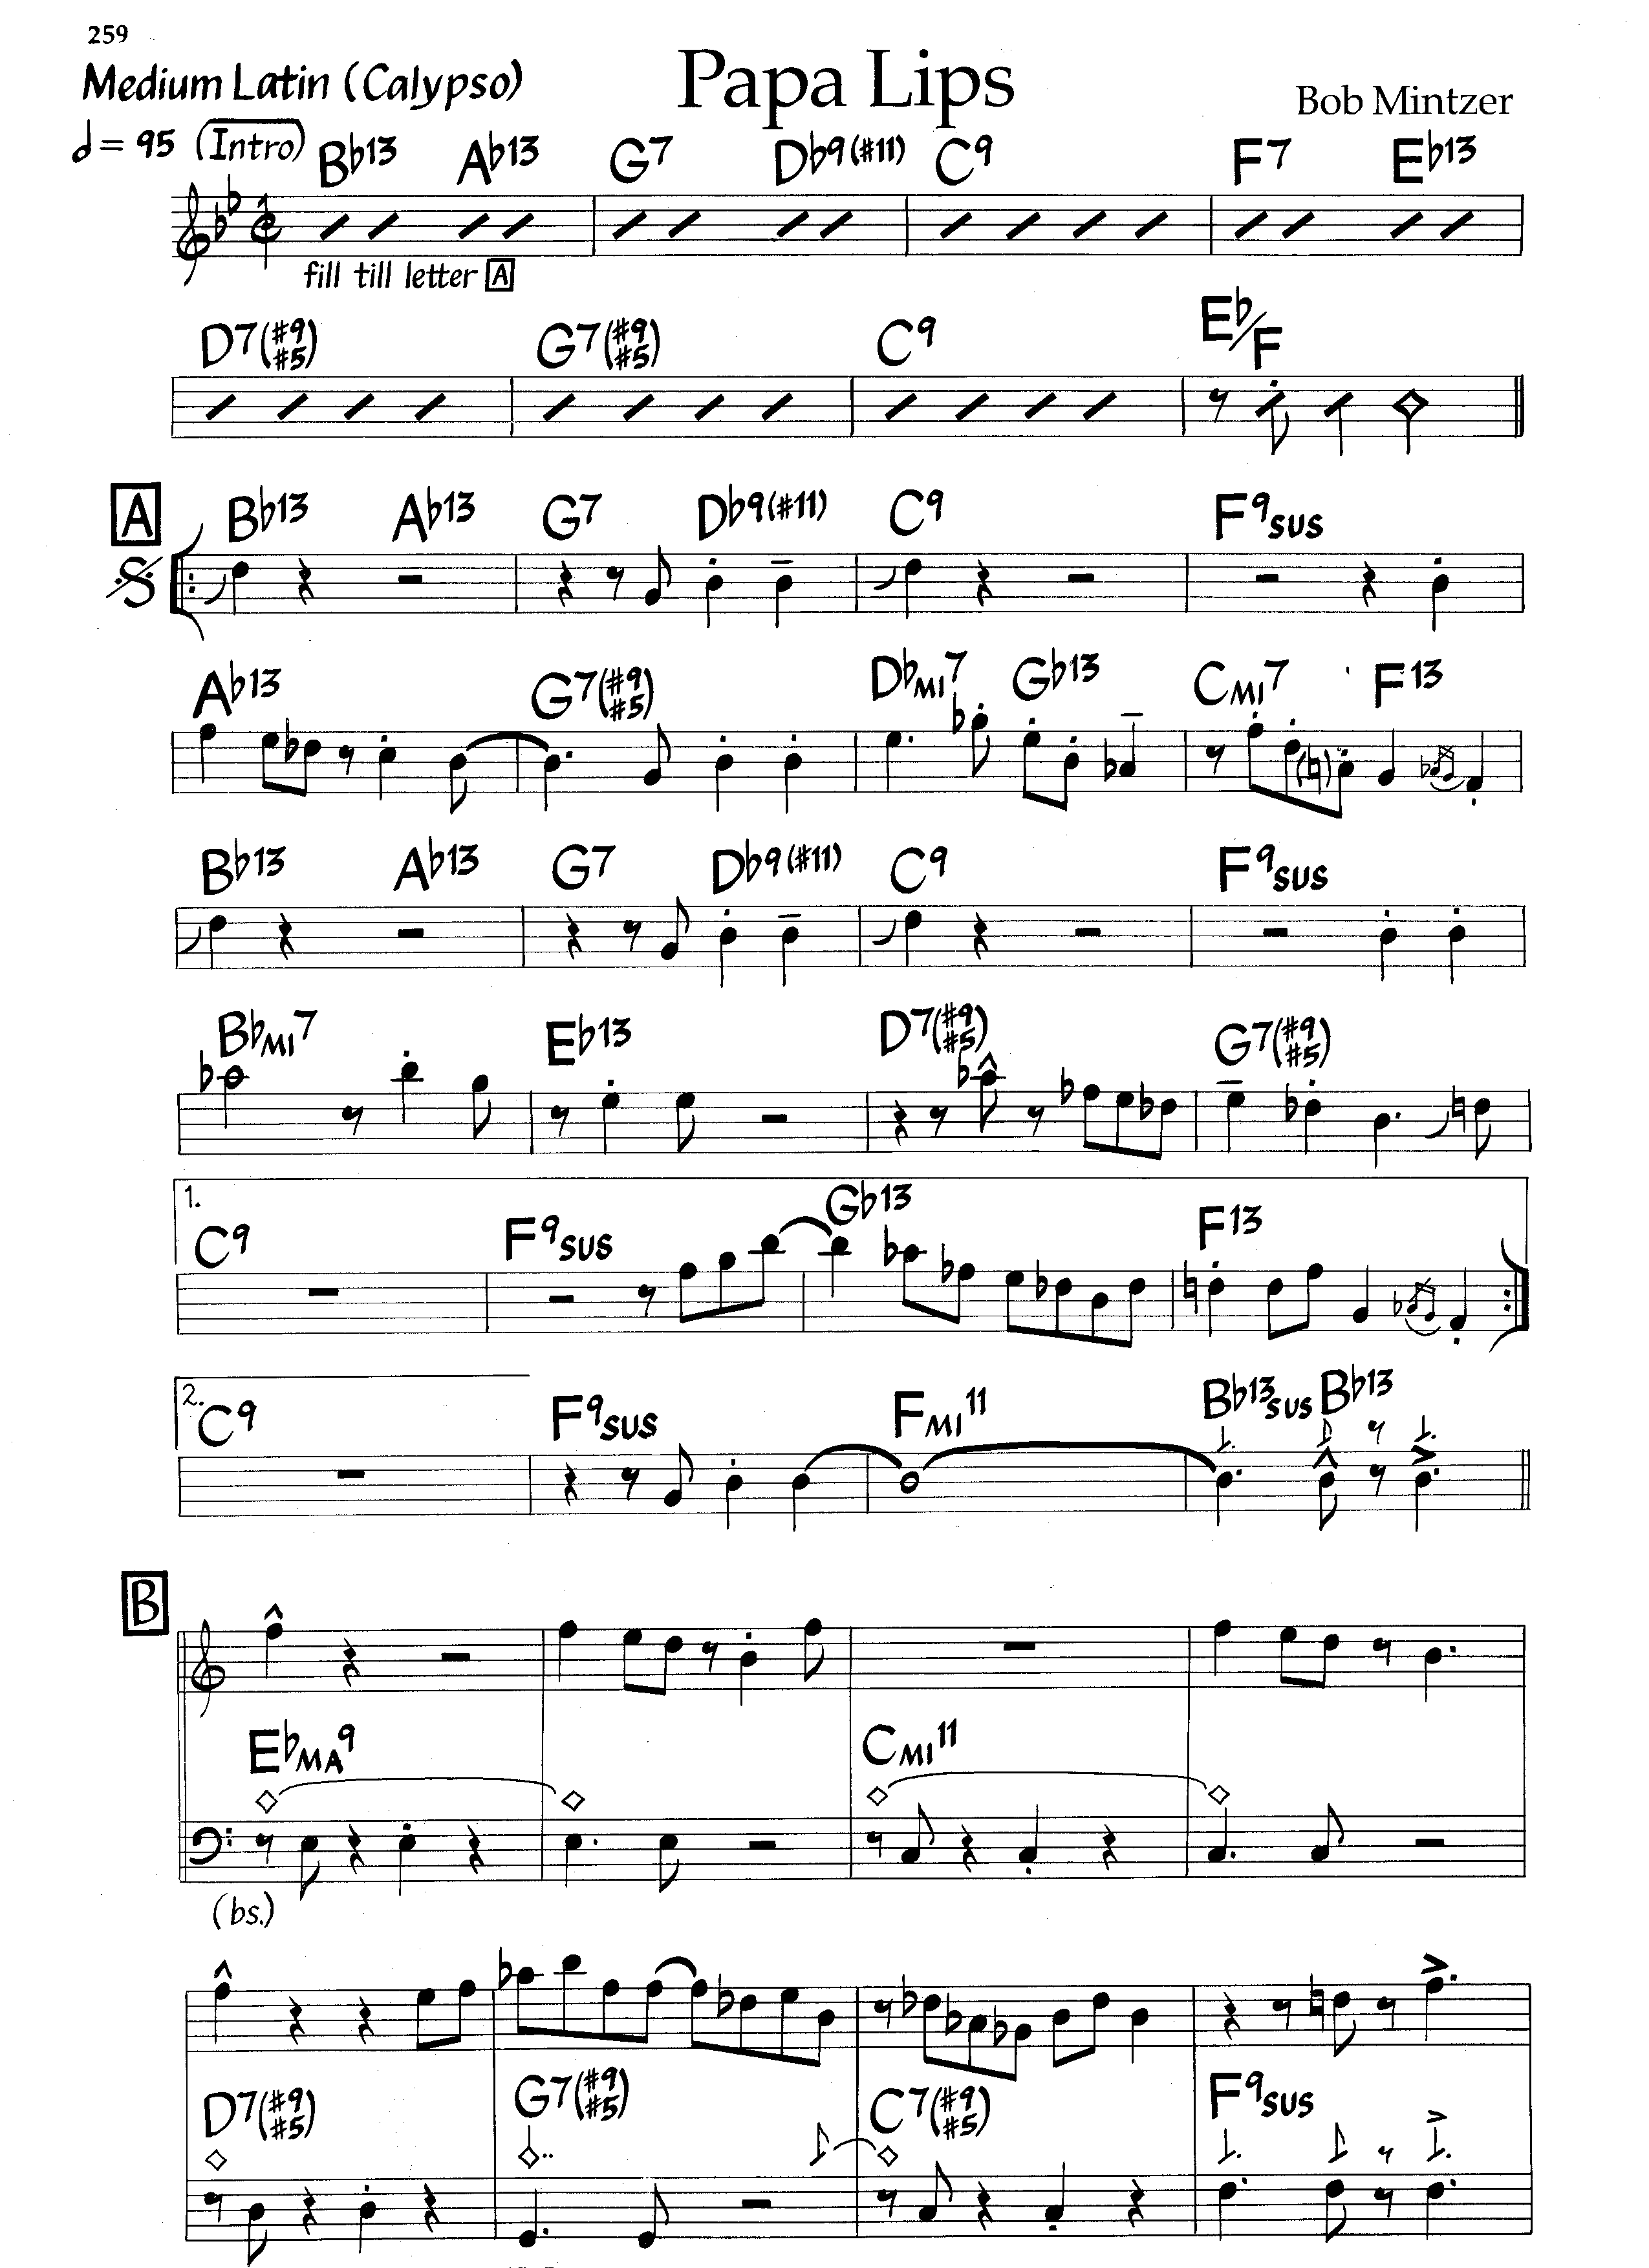 259
Medium Latin (Calypso)
Papa Lips
Bob Mintzer
𝅗𝅥 = 95 (Intro)
B♭13 A♭13 G7 D♭9(#11) C9 F7 E♭13
fill till letter A
D7(#9 #5) G7(#9 #5) C9 E♭/F
A
B♭13 A♭13 G7 D♭9(#11) C9 F9sus
A♭13 G7(#9 #5) D♭MI7 G♭13 CMI7 F13
B♭13 A♭13 G7 D♭9(#11) C9 F9sus
B♭MI7 E♭13 D7(#9 #5) G7(#9 #5)
1.
C9 F9sus G♭13 F13
2.
C9 F9sus FMI11 B♭13sus B♭13
B
E♭MA9 CMI11
(bs.)
D7(#9 #5) G7(#9 #5) C7(#9 #5) F9sus